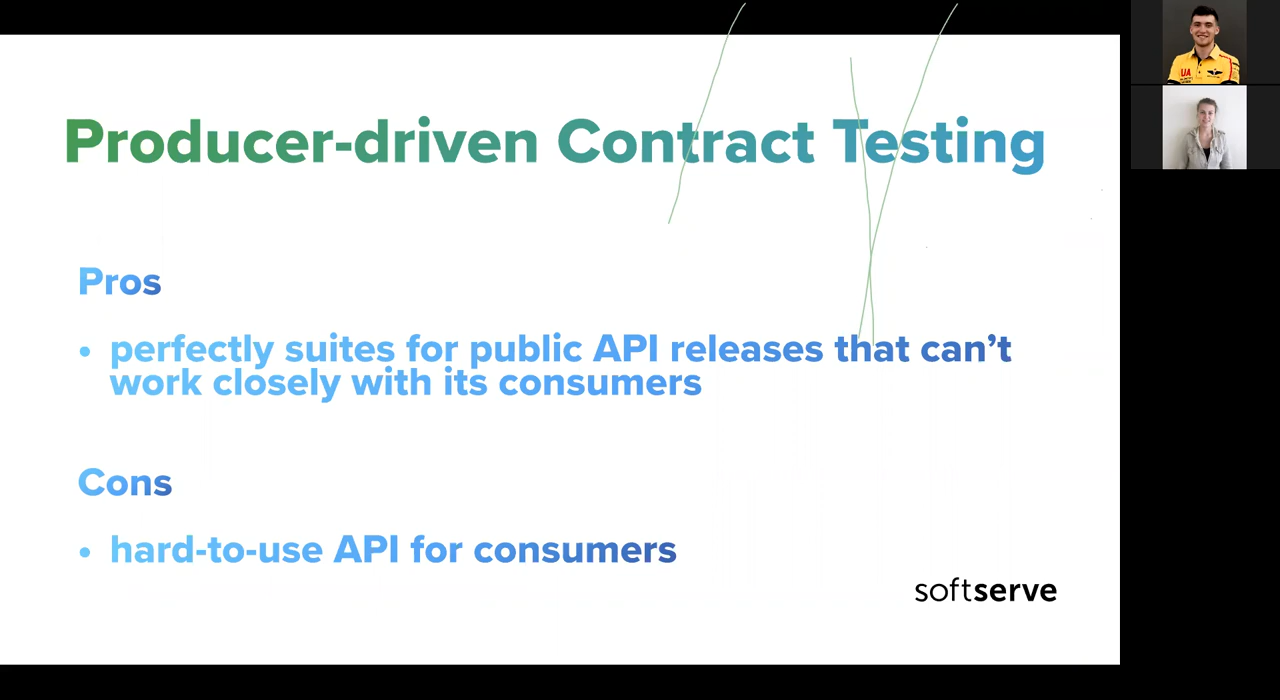 Producer-driven Contract Testing
Pros
• perfectly suites for public API releases that can’t
work closely with its consumers
Cons
• hard-to-use API for consumers
softserve
UA